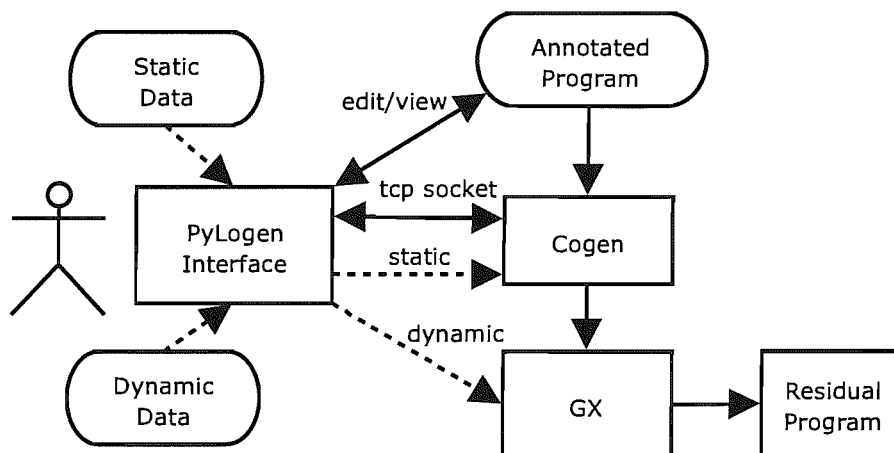 Static
Data
Annotated
Program
edit/view
tcp socket
PyLogen
Interface
static
Cogen
dynamic
Dynamic
Data
GX
Residual
Program